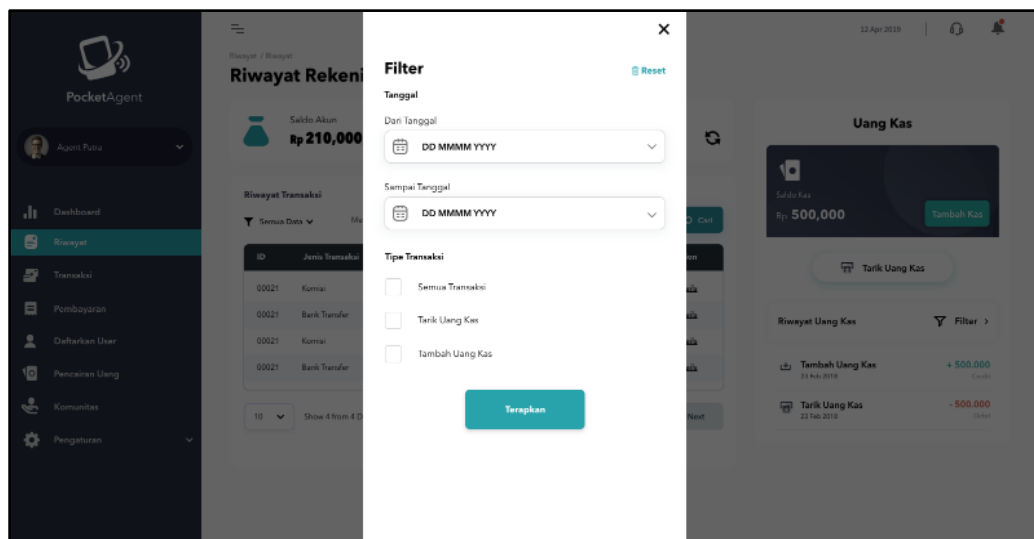 PocketAgent
Agent Putra
Dashboard
Riwayat
Transaksi
Pembayaran
Daftarkan User
Pencairan Uang
Komunitas
Pengaturan
12 Apr 2019
Riwayat / Riwayat
Riwayat Rekeni
Saldo Akun
Rp 210,000
Riwayat Transaksi
Semua Data
Me
Cari
ID Jenis Transaksi
00021 Komisi
00021 Bank Transfer
00021 Komisi
00021 Bank Transfer
10 Show 4 from 4 D
Next
Filter
Reset
Tanggal
Dari Tanggal
DD MMMM YYYY
Sampai Tanggal
DD MMMM YYYY
Tipe Transaksi
Semua Transaksi
Tarik Uang Kas
Tambah Uang Kas
Terapkan
Uang Kas
Saldo Kas
Rp 500,000
Tambah Kas
Tarik Uang Kas
Riwayat Uang Kas Filter >
Tambah Uang Kas + 500.000
Tarik Uang Kas - 500.000